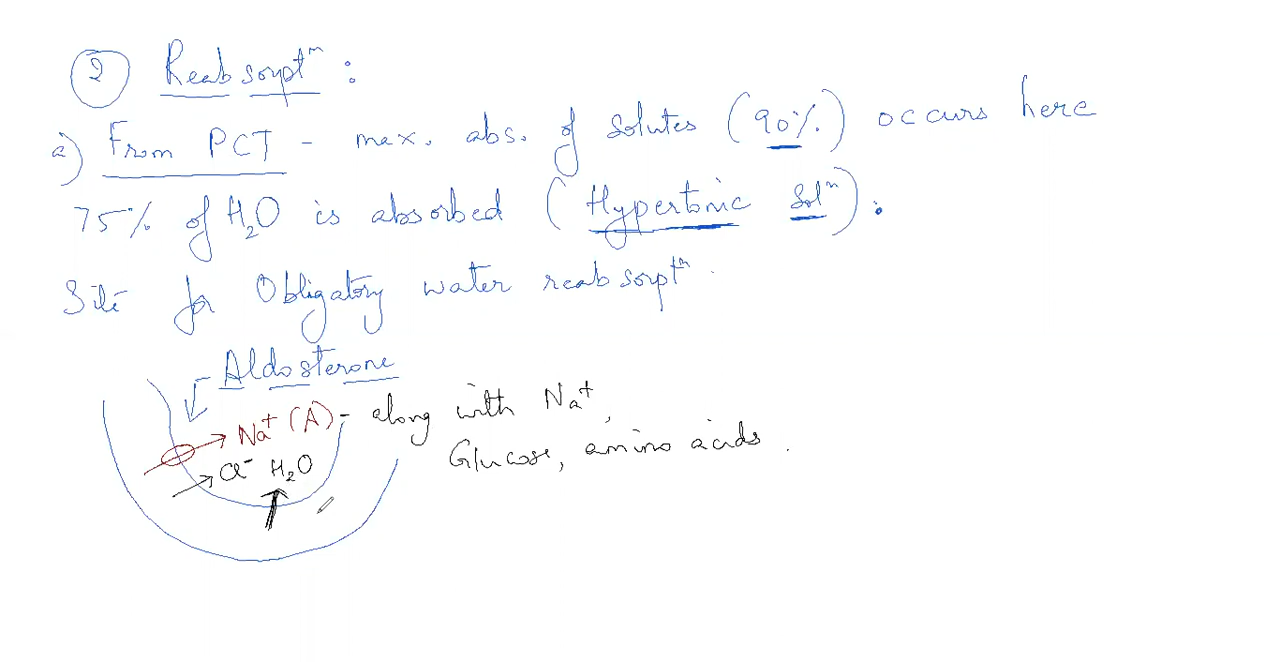 2 Reabsorptⁿ :
a) From PCT - max. abs. of solutes (90%) occurs here
75% of H₂O is absorbed (Hypertonic Solⁿ).
Site for Obligatory water reabsorptⁿ.
Aldosterone
Na⁺ (A) - along with Na⁺,
Glucose, amino acids.
Cl⁻ H₂O